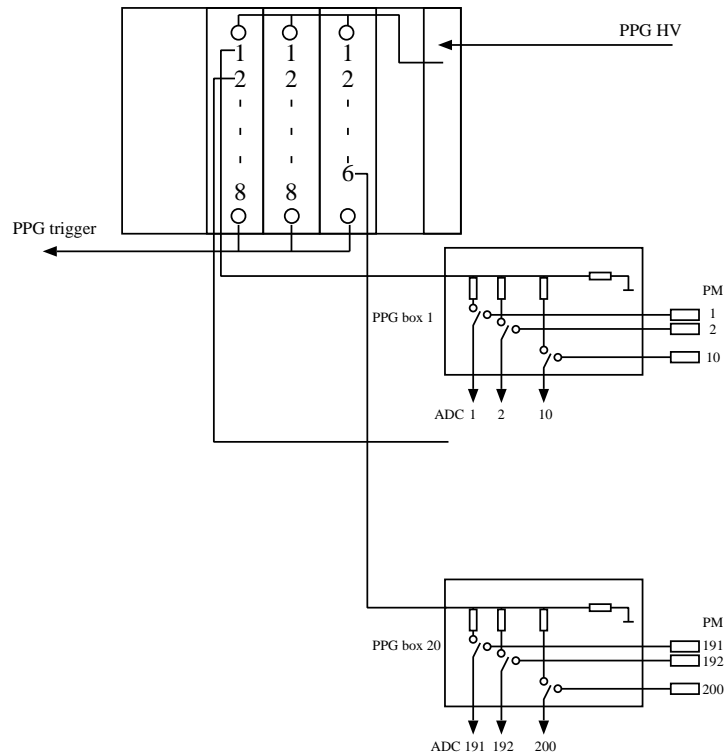 PPG HV
1 1 1
2 2 2
6
8 8
PPG trigger
PM
PPG box 1
1
2
10
ADC 1 2 10
PM
PPG box 20
191
192
200
ADC 191 192 200